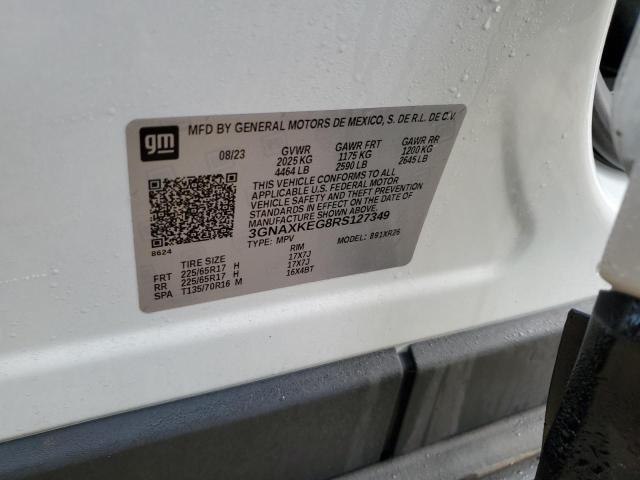 gm
MFD BY GENERAL MOTORS DE MEXICO, S. DE R.L. DE C.V.
08/23 GVWR GAWR FRT GAWR RR
2025 KG 1175 KG 1200 KG
4464 LB 2590 LB 2645 LB
THIS VEHICLE CONFORMS TO ALL
APPLICABLE U.S. FEDERAL MOTOR
VEHICLE SAFETY AND THEFT PREVENTION
STANDARDS IN EFFECT ON THE DATE OF
MANUFACTURE SHOWN ABOVE.
3GNAXKEG8RS127349
8624 TYPE: MPV MODEL: 891XR26
TIRE SIZE RIM
FRT 225/65R17 H 17X7J
RR 225/65R17 H 17X7J
SPA T135/70R16 M 16X4BT